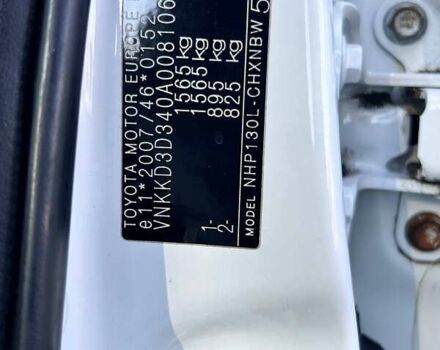 TOYOTA MOTOR EUROPE
e11*2007/46*0152
VNKKD3D340A008106
1565 kg
1565 kg
1- 895 kg
2- 825 kg
MODEL NHP130L-CHXNBW 5